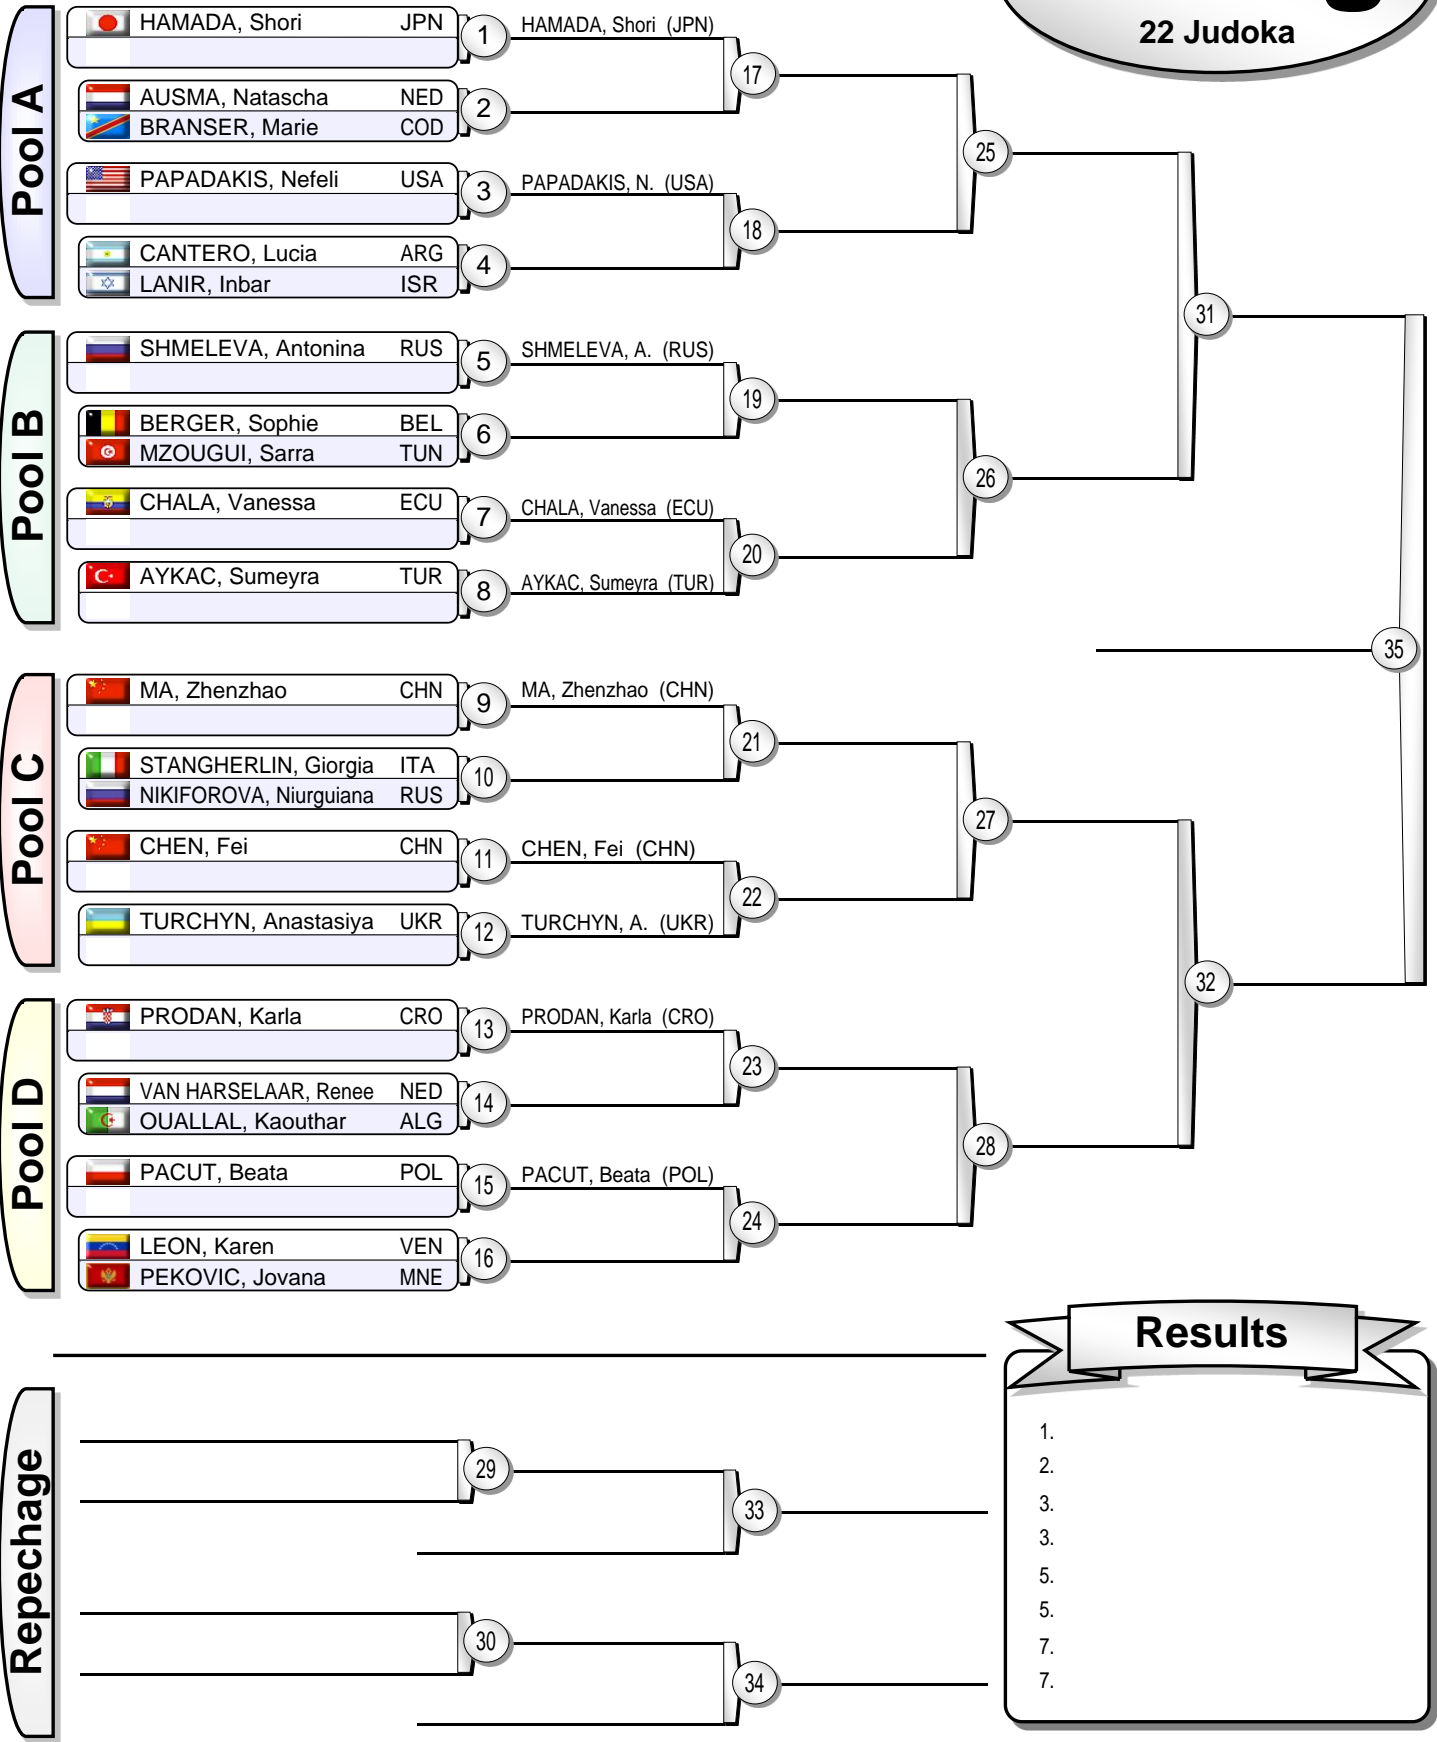 22 Judoka
Pool A
HAMADA, Shori JPN 1 HAMADA, Shori (JPN)
17
AUSMA, Natascha NED
2
BRANSER, Marie COD
25
PAPADAKIS, Nefeli USA 3 PAPADAKIS, N. (USA)
18
CANTERO, Lucia ARG
4
LANIR, Inbar ISR
31
Pool B
SHMELEVA, Antonina RUS 5 SHMELEVA, A. (RUS)
19
BERGER, Sophie BEL
6
MZOUGUI, Sarra TUN
26
CHALA, Vanessa ECU 7 CHALA, Vanessa (ECU)
20
AYKAC, Sumeyra TUR 8 AYKAC, Sumeyra (TUR)
35
Pool C
MA, Zhenzhao CHN 9 MA, Zhenzhao (CHN)
21
STANGHERLIN, Giorgia ITA
10
NIKIFOROVA, Niurguiana RUS
27
CHEN, Fei CHN 11 CHEN, Fei (CHN)
22
TURCHYN, Anastasiya UKR 12 TURCHYN, A. (UKR)
32
Pool D
PRODAN, Karla CRO 13 PRODAN, Karla (CRO)
23
VAN HARSELAAR, Renee NED
14
OUALLAL, Kaouthar ALG
28
PACUT, Beata POL 15 PACUT, Beata (POL)
24
LEON, Karen VEN
16
PEKOVIC, Jovana MNE
Repechage
29
33
30
34
Results
1.
2.
3.
3.
5.
5.
7.
7.